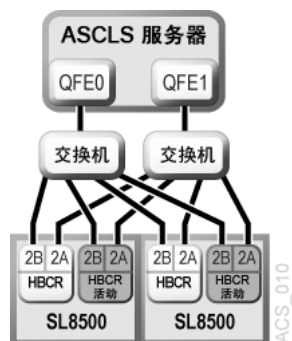 ASCLS 服务器
QFE0 QFE1
交换机 交换机
2B 2A 2B 2A 2B 2A 2B 2A
HBCR HBCR HBCR HBCR
活动 活动
SL8500 SL8500
ACS_010